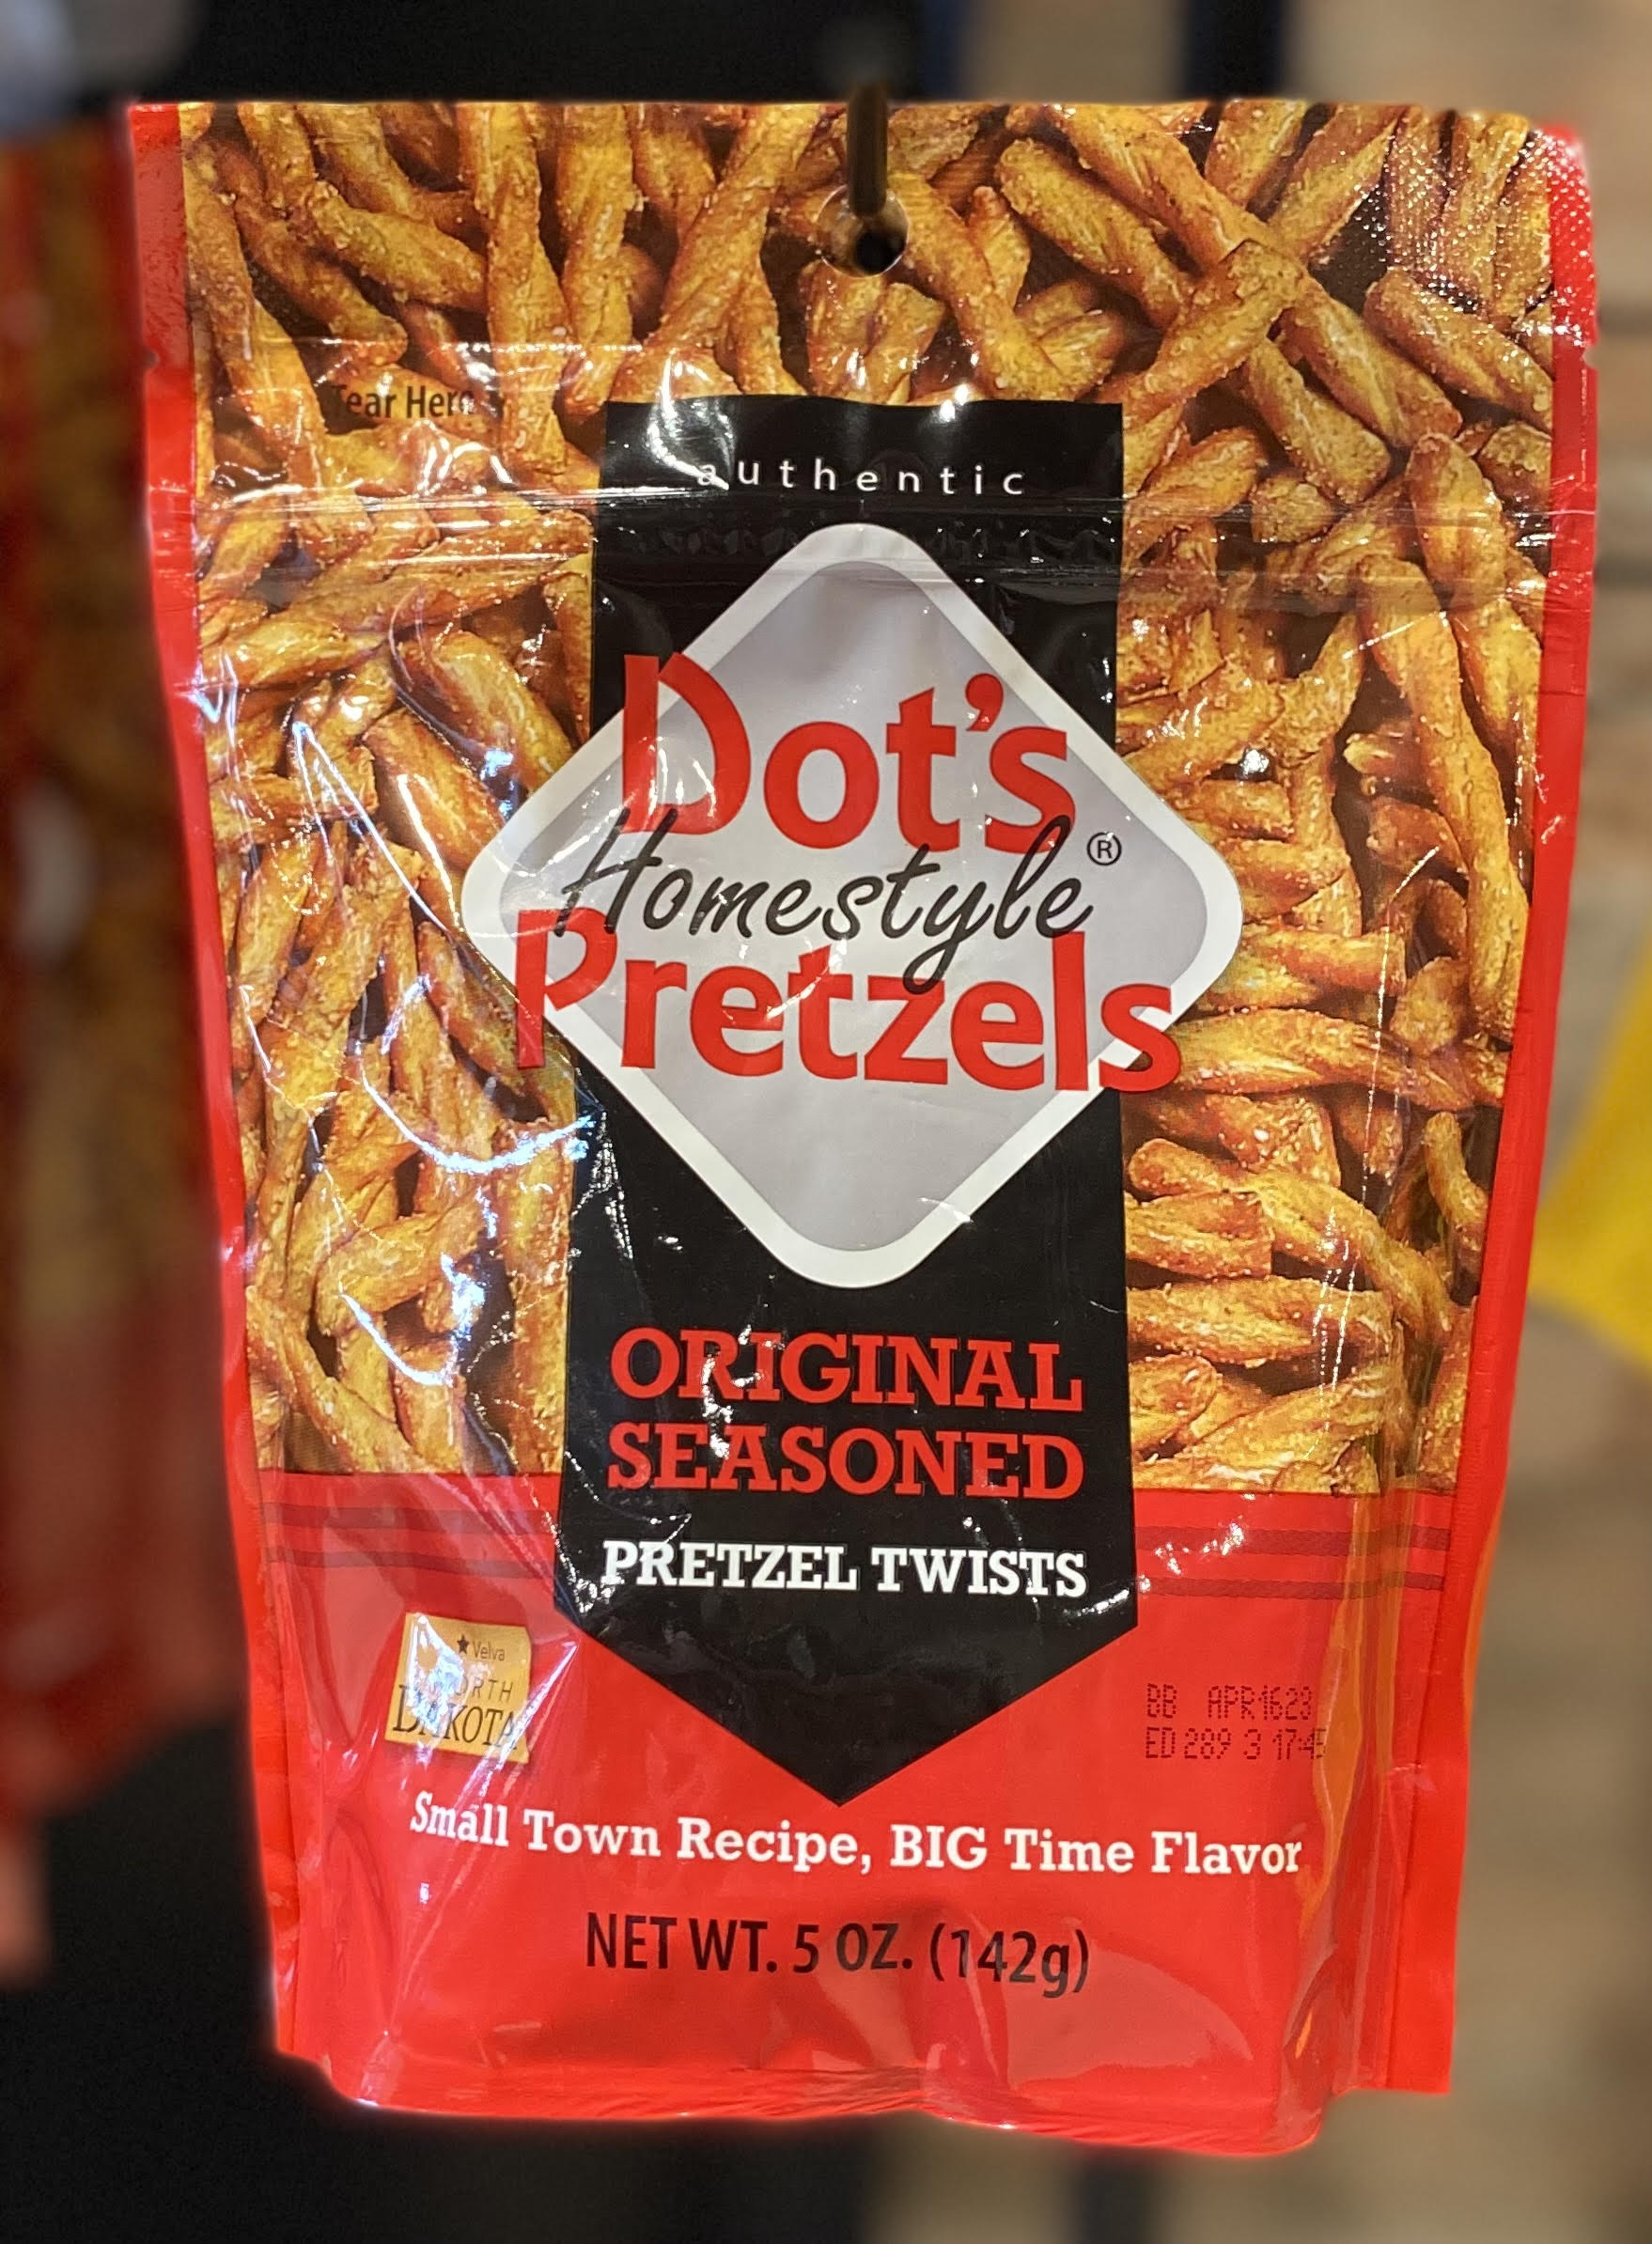 Tear Here
authentic
Dot's
Homestyle®
Pretzels
ORIGINAL
SEASONED
PRETZEL TWISTS
★ Velva
NORTH
DAKOTA
BB APR1623
ED 289 3 17:45
Small Town Recipe, BIG Time Flavor
NET WT. 5 OZ. (142g)